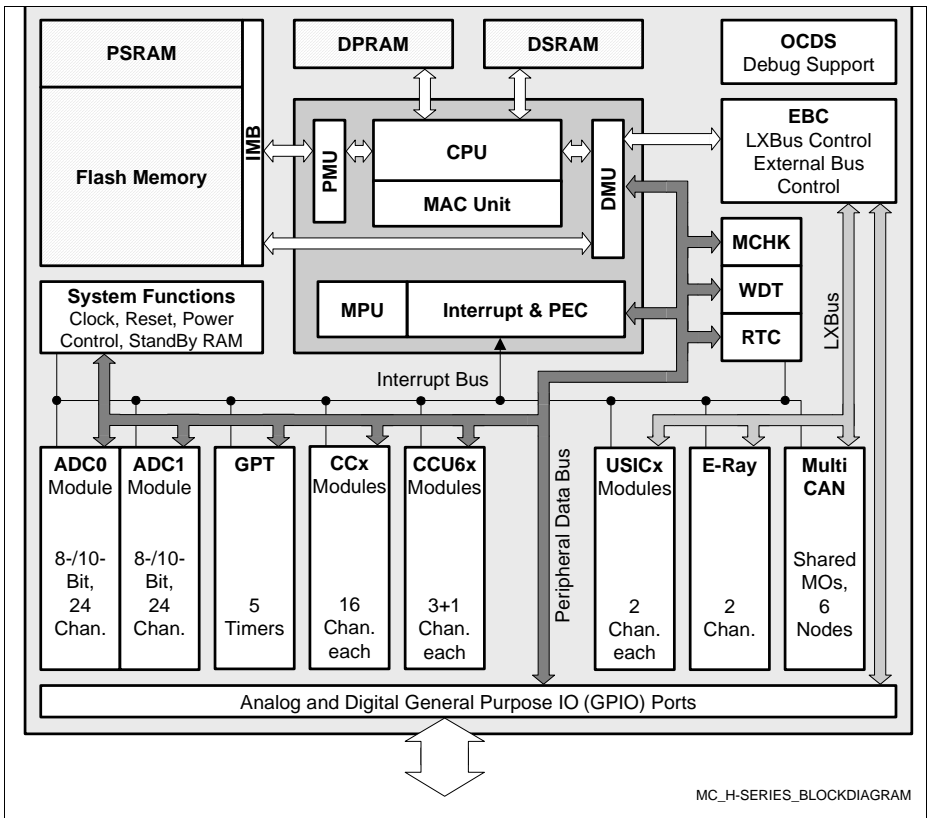 PSRAM
Flash Memory
IMB
DPRAM
DSRAM
OCDS
Debug Support
PMU
CPU
MAC Unit
DMU
EBC
LXBus Control
External Bus
Control
MCHK
WDT
RTC
LXBus
System Functions
Clock, Reset, Power
Control, StandBy RAM
MPU
Interrupt & PEC
Interrupt Bus
ADC0
Module
8-/10-
Bit,
24
Chan.
ADC1
Module
8-/10-
Bit,
24
Chan.
GPT
5
Timers
CCx
Modules
16
Chan.
each
CCU6x
Modules
3+1
Chan.
each
Peripheral Data Bus
USICx
Modules
2
Chan.
each
E-Ray
2
Chan.
Multi
CAN
Shared
MOs,
6
Nodes
Analog and Digital General Purpose IO (GPIO) Ports
MC_H-SERIES_BLOCKDIAGRAM